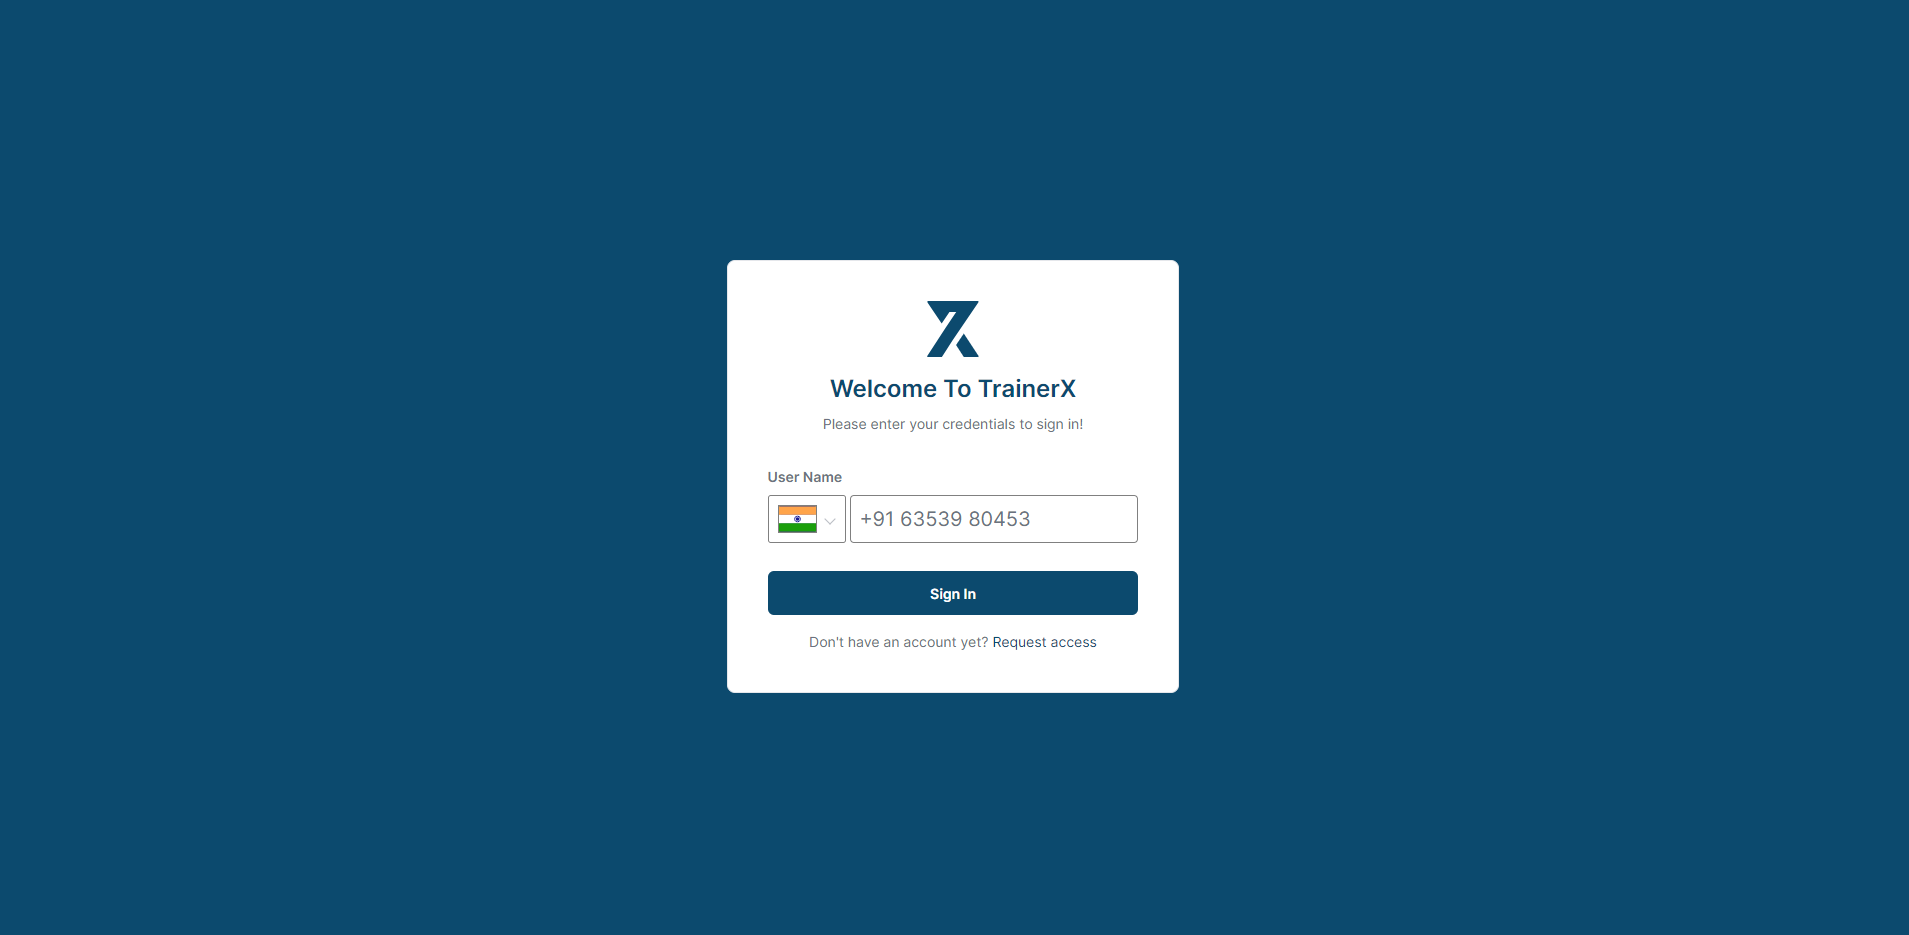 Welcome To TrainerX
Please enter your credentials to sign in!
User Name
+91 63539 80453
Sign In
Don't have an account yet? Request access